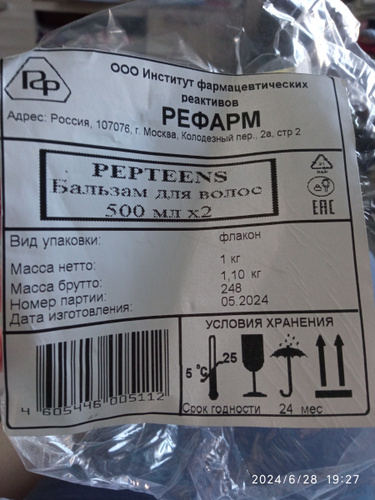 РФ
ООО Институт фармацевтических
реактивов
РЕФАРМ
Адрес: Россия, 107076, г. Москва, Колодезный пер., 2а, стр 2
PEPTEENS
Бальзам для волос
500 мл х2
EAC
Вид упаковки: флакон
Масса нетто: 1 кг
Масса брутто: 1,10 кг
Номер партии: 248
Дата изготовления: 05.2024
УСЛОВИЯ ХРАНЕНИЯ
5 °C 25
Срок годности 24 мес
4 605446 005112
2024/6/28 19:27